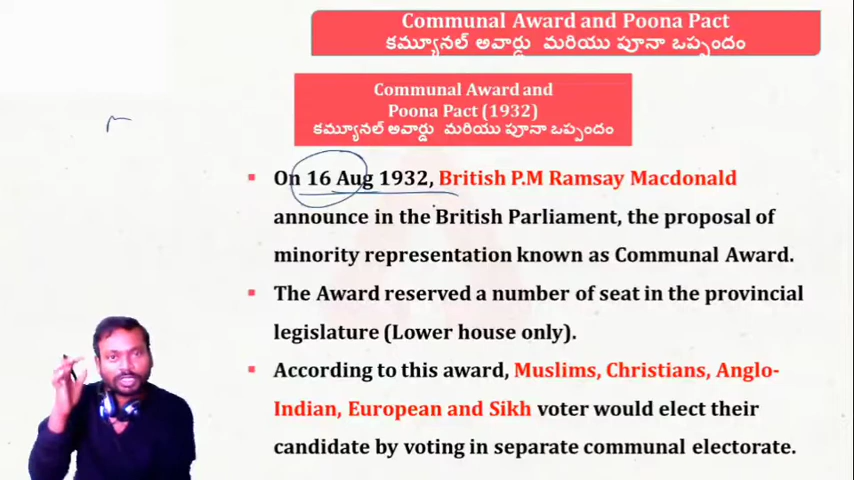 Communal Award and Poona Pact
కమ్యూనల్ అవార్డు మరియు పూనా ఒప్పందం
Communal Award and
Poona Pact (1932)
కమ్యూనల్ అవార్డు మరియు పూనా ఒప్పందం
▪ On 16 Aug 1932, British P.M Ramsay Macdonald
announce in the British Parliament, the proposal of
minority representation known as Communal Award.
▪ The Award reserved a number of seat in the provincial
legislature (Lower house only).
▪ According to this award, Muslims, Christians, Anglo-
Indian, European and Sikh voter would elect their
candidate by voting in separate communal electorate.